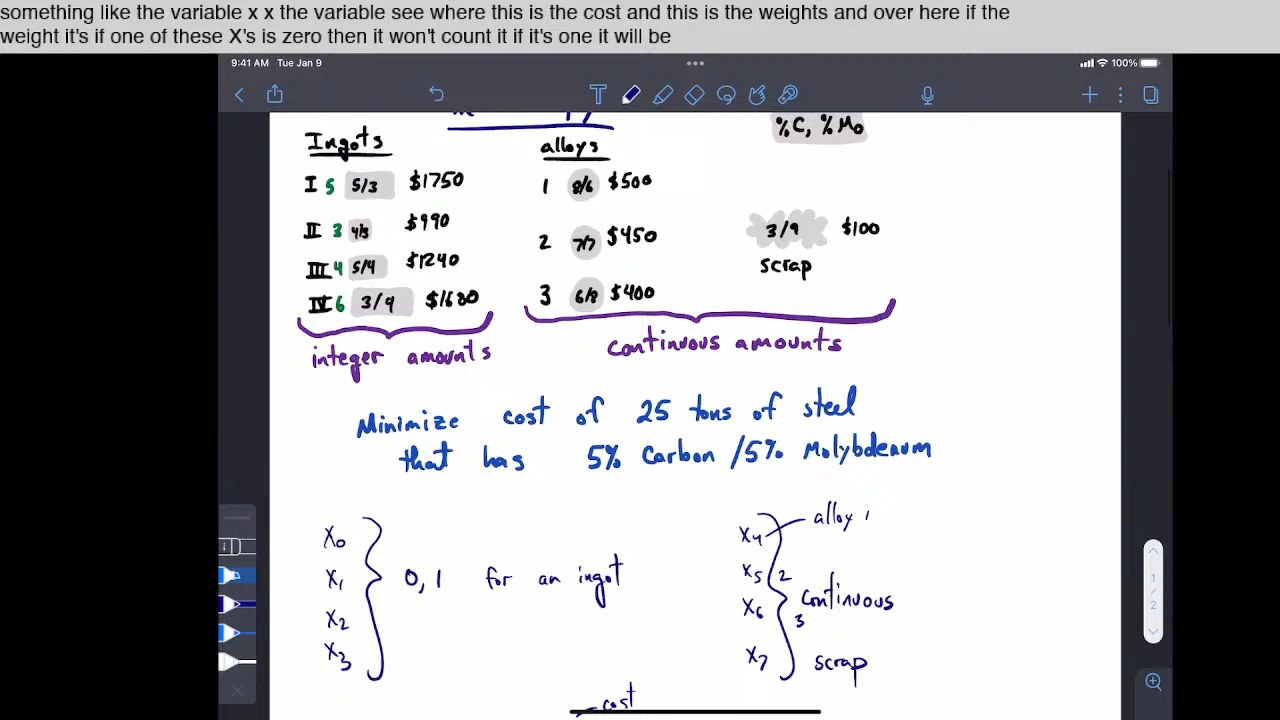 something like the variable x x the variable see where this is the cost and this is the weights and over here if the
weight it's if one of these X's is zero then it won't count it if it's one it will be
9:41 AM Tue Jan 9
100%
%C, %Mo
Ingots
alloys
I 5 5/3 $1750
1 8/6 $500
II 3 4/3 $990
2 7/7 $450
3/9 $100
scrap
III 4 5/4 $1240
IV 6 3/4 $1680
3 6/8 $400
integer amounts
continuous amounts
Minimize cost of 25 tons of steel
that has 5% Carbon /5% Molybdenum
x0
x1
x2
x3
0, 1 for an ingot
x4 alloy 1
x5 2
x6 3
continuous
x7 scrap
cost
1
/
2